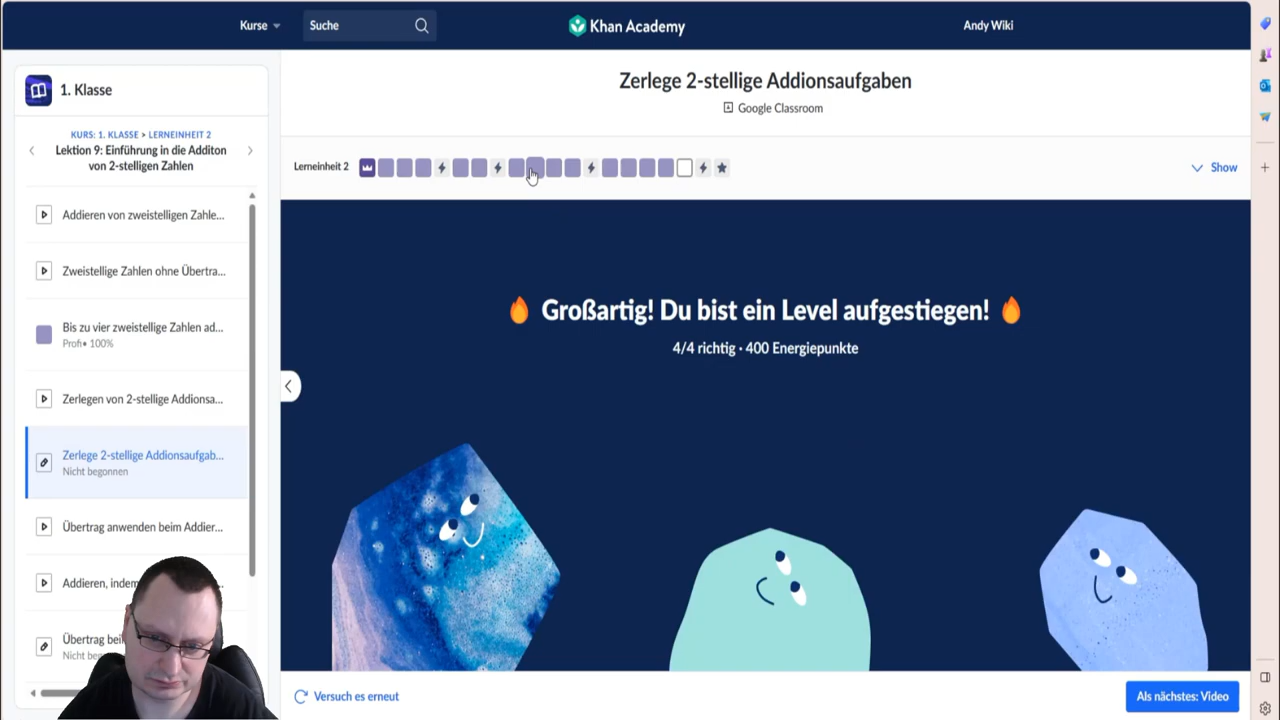 Kurse
Suche
Khan Academy
Andy Wiki
1. Klasse
KURS: 1. KLASSE > LERNEINHEIT 2
Lektion 9: Einführung in die Additon
von 2-stelligen Zahlen
Addieren von zweistelligen Zahle...
Zweistellige Zahlen ohne Übertra...
Bis zu vier zweistellige Zahlen ad...
Profi• 100%
Zerlegen von 2-stellige Addionsa...
Zerlege 2-stellige Addionsaufgab...
Nicht begonnen
Übertrag anwenden beim Addier...
Addieren, indem
Übertrag bei
Nicht
Zerlege 2-stellige Addionsaufgaben
Google Classroom
Lerneinheit 2
Show
Großartig! Du bist ein Level aufgestiegen!
4/4 richtig · 400 Energiepunkte
Versuch es erneut
Als nächstes: Video